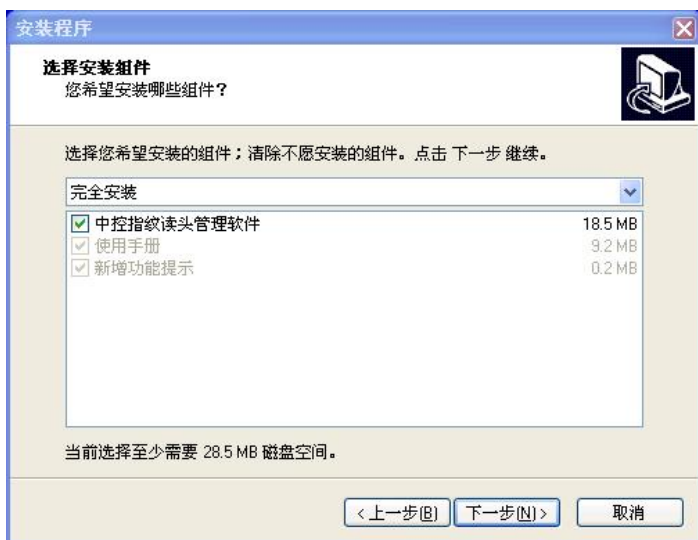 安装程序
选择安装组件
您希望安装哪些组件？
选择您希望安装的组件；清除不愿安装的组件。点击 下一步 继续。
完全安装
中控指纹读头管理软件 18.5 MB
使用手册 9.2 MB
新增功能提示 0.2 MB
当前选择至少需要 28.5 MB 磁盘空间。
<上一步(B) 下一步(N)> 取消